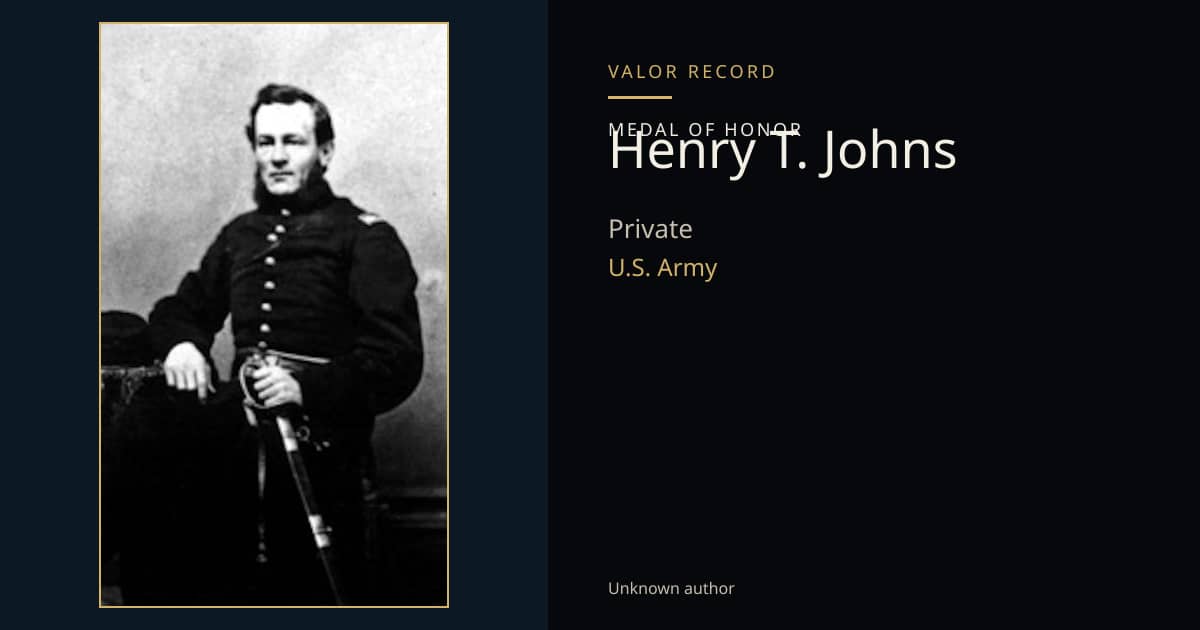 VALOR RECORD
MEDAL OF HONOR
Henry T. Johns
Private
U.S. Army
Unknown author